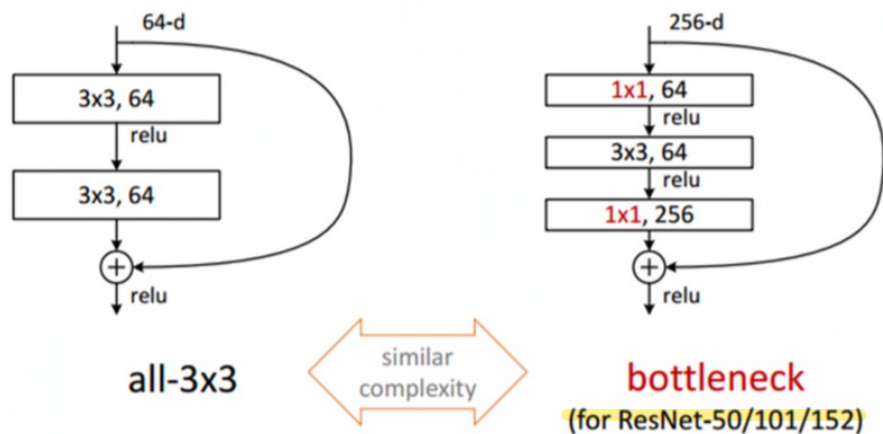 64-d
3x3, 64
relu
3x3, 64
+
relu
all-3x3
similar
complexity
256-d
1x1, 64
relu
3x3, 64
relu
1x1, 256
+
relu
bottleneck
(for ResNet-50/101/152)